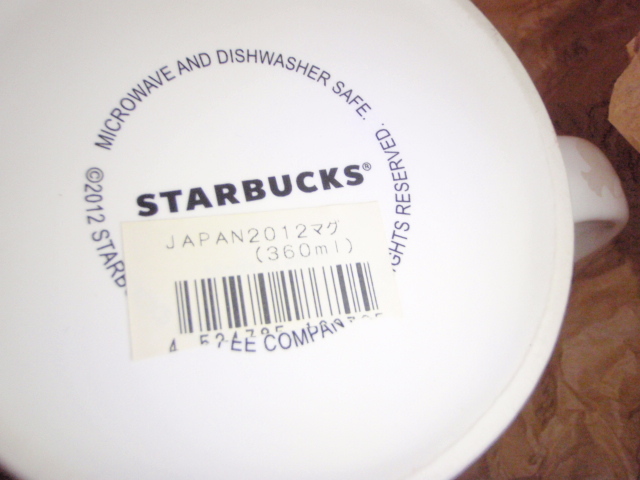 MICROWAVE AND DISHWASHER SAFE.
STARBUCKS®
JAPAN2012マグ
(360ml)
©2012 STARB
EE COMPAN
GHTS RESERVED.